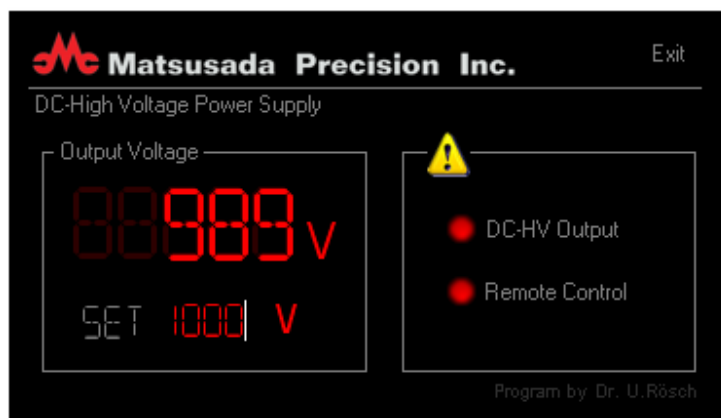 Matsusada Precision Inc.
Exit
DC-High Voltage Power Supply
Output Voltage
989 V
SET 1000 V
!
DC-HV Output
Remote Control
Program by Dr. U.Rösch